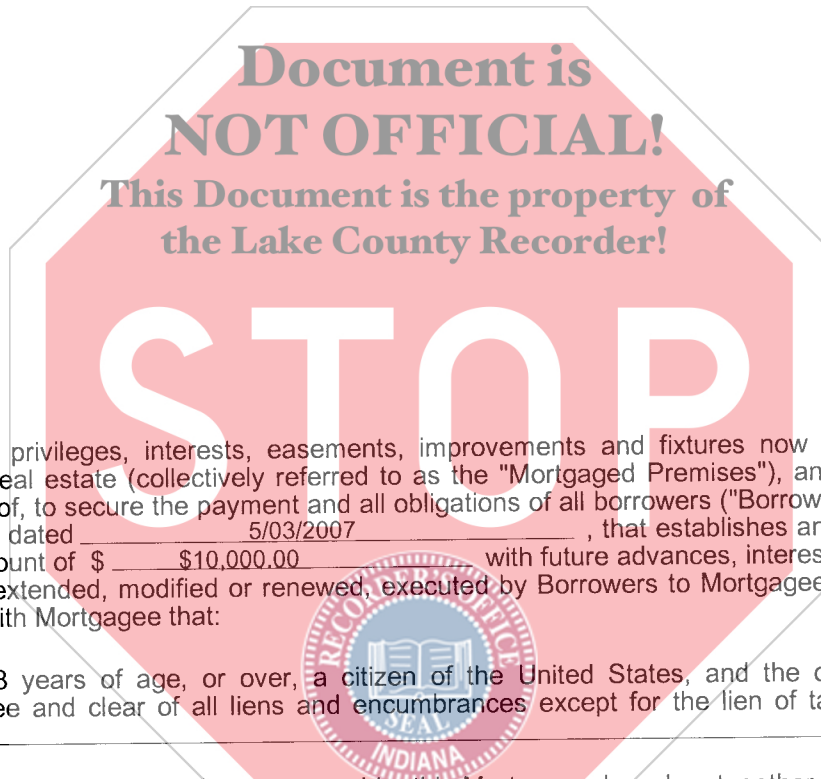 Document is
NOT OFFICIAL!
This Document is the property of
the Lake County Recorder!
STOP
privileges, interests, easements, improvements and fixtures now
eal estate (collectively referred to as the "Mortgaged Premises"), an
of, to secure the payment and all obligations of all borrowers ("Borrow
dated 5/03/2007 , that establishes an
ount of $ $10,000.00 with future advances, interes
extended, modified or renewed, executed by Borrowers to Mortgagee
ith Mortgagee that:
RECORDER'S OFFICE
8 years of age, or over, a citizen of the United States, and the o
ee and clear of all liens and encumbrances except for the lien of ta
SEAL
INDIANA